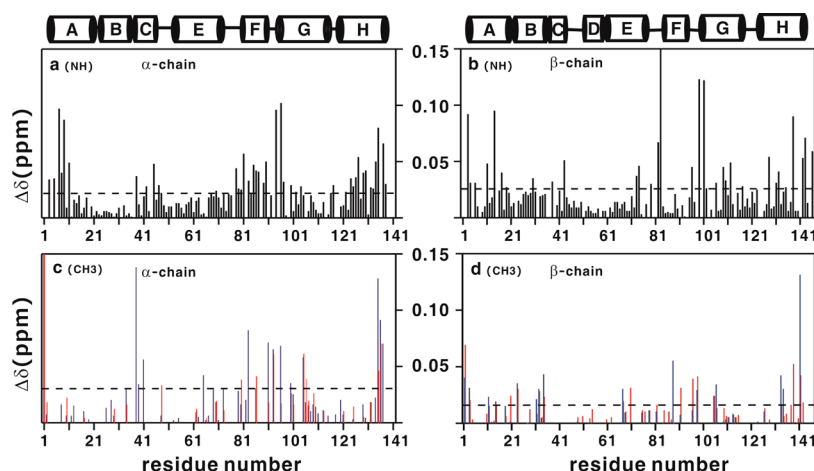 A B C E F G H
A B C D E F G H
a (NH) α-chain
b (NH) β-chain
0.15
0.10
0.05
Δδ(ppm)
1 21 41 61 81 101 121 141
1 21 41 61 81 101 121 141
c (CH3) α-chain
d (CH3) β-chain
0.15
0.10
0.05
Δδ(ppm)
1 21 41 61 81 101 121 141
1 21 41 61 81 101 121 141
residue number
residue number